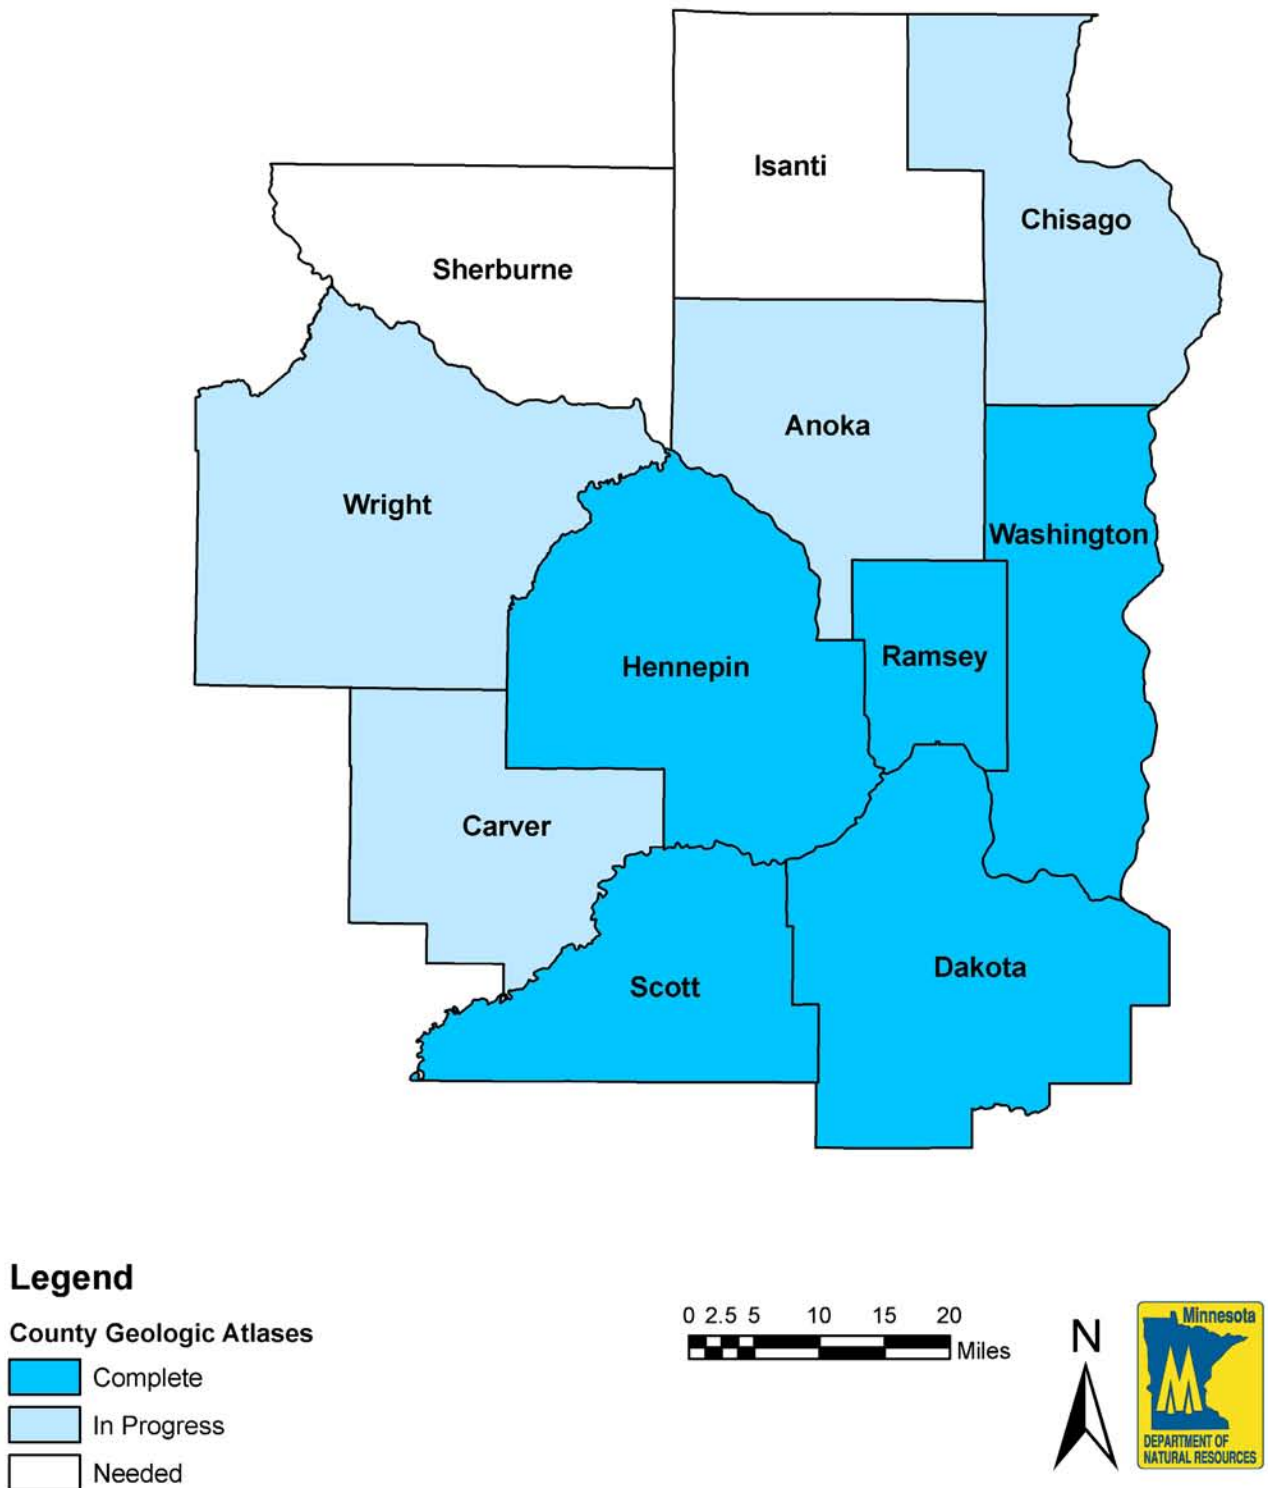 Isanti
Chisago
Sherburne
Anoka
Wright
Washington
Ramsey
Hennepin
Carver
Dakota
Scott
Legend
County Geologic Atlases
Complete
In Progress
Needed
0 2.5 5 10 15 20
Miles
N
Minnesota
DEPARTMENT OF
NATURAL RESOURCES